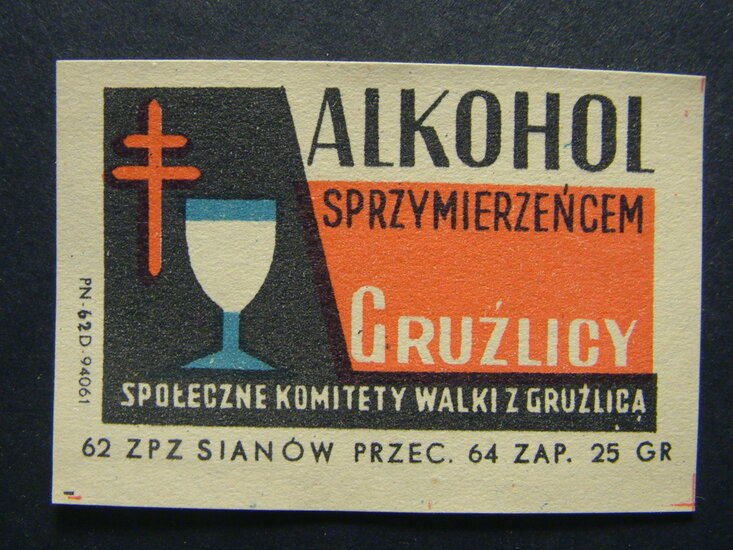 ALKOHOL
SPRZYMIERZEŃCEM
GRUŹLICY
SPOŁECZNE KOMITETY WALKI Z GRUŹLICĄ
62 ZPZ SIANÓW PRZEC. 64 ZAP. 25 GR
PN-62D-94061